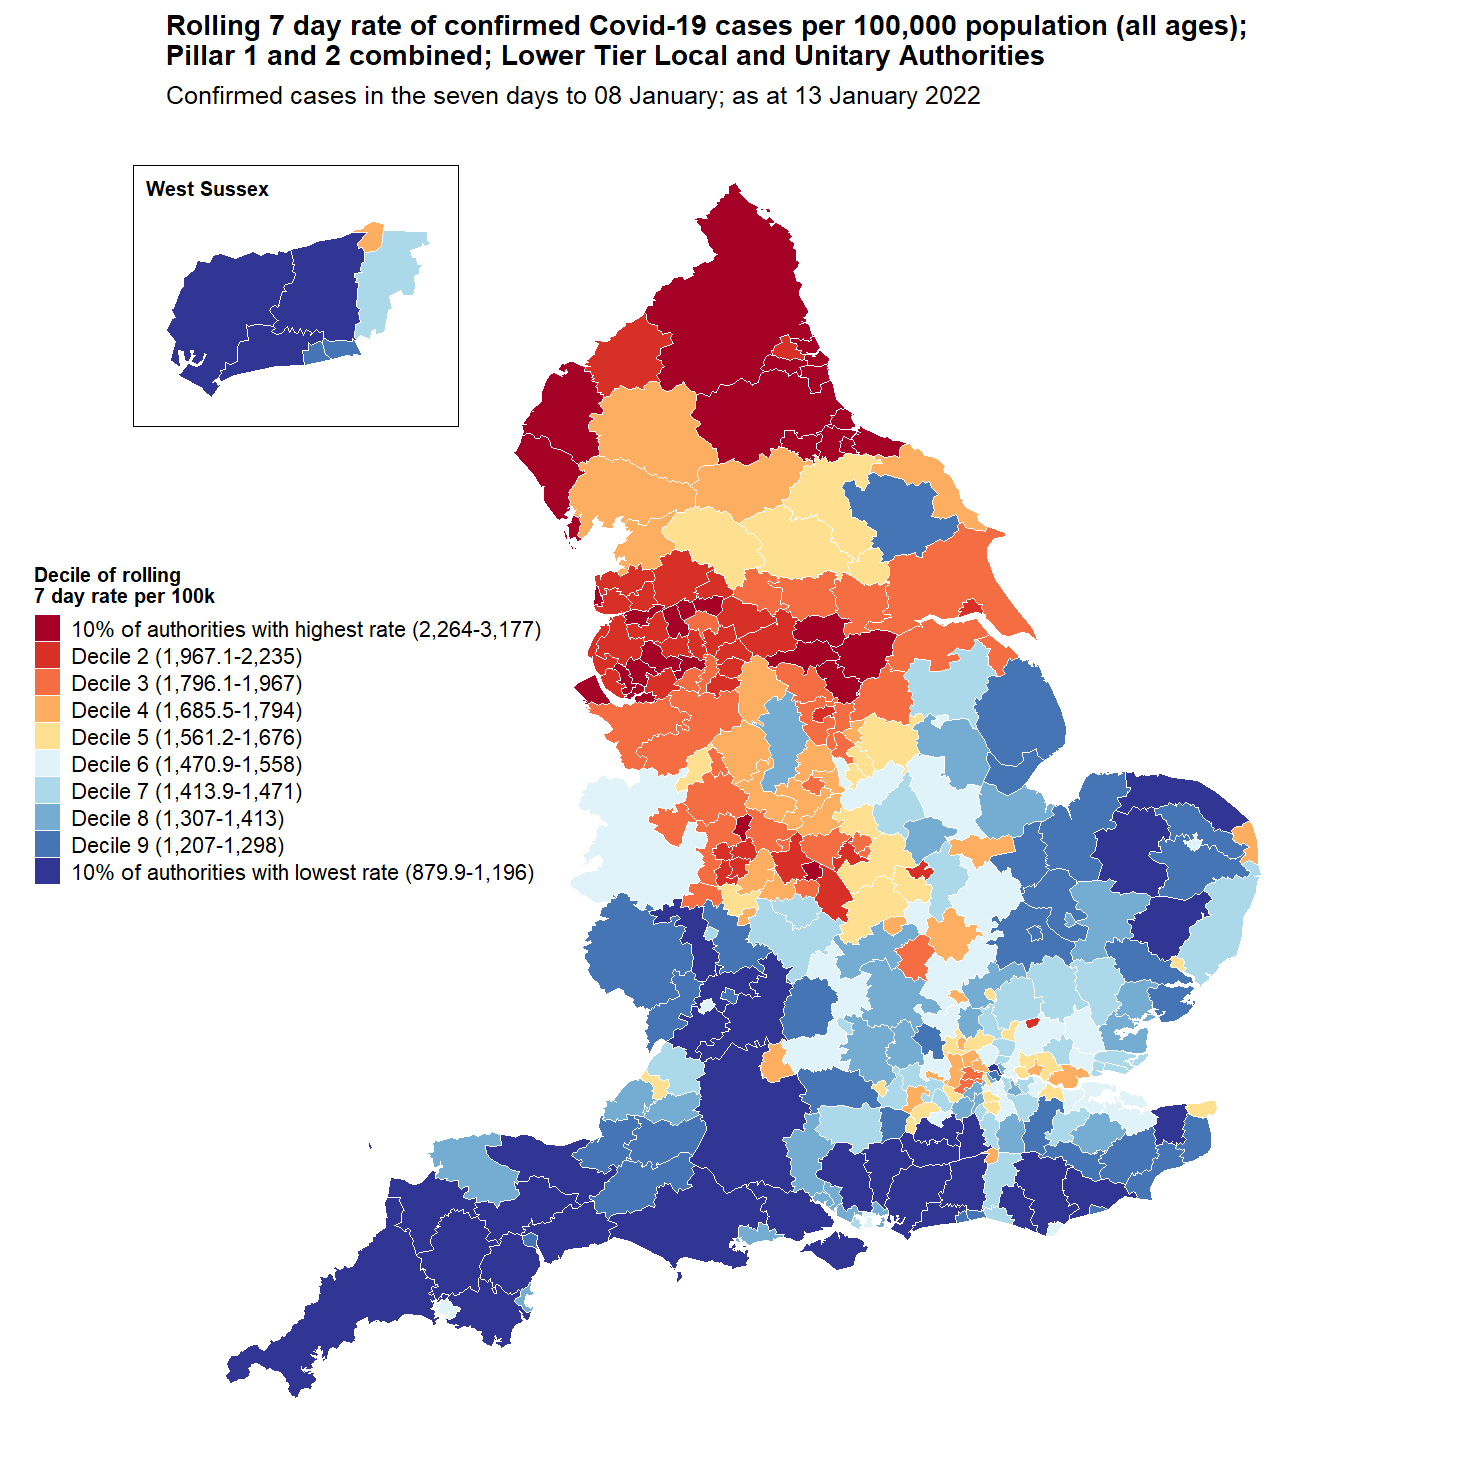 Rolling 7 day rate of confirmed Covid-19 cases per 100,000 population (all ages);
Pillar 1 and 2 combined; Lower Tier Local and Unitary Authorities
Confirmed cases in the seven days to 08 January; as at 13 January 2022
West Sussex
Decile of rolling
7 day rate per 100k
10% of authorities with highest rate (2,264-3,177)
Decile 2 (1,967.1-2,235)
Decile 3 (1,796.1-1,967)
Decile 4 (1,685.5-1,794)
Decile 5 (1,561.2-1,676)
Decile 6 (1,470.9-1,558)
Decile 7 (1,413.9-1,471)
Decile 8 (1,307-1,413)
Decile 9 (1,207-1,298)
10% of authorities with lowest rate (879.9-1,196)